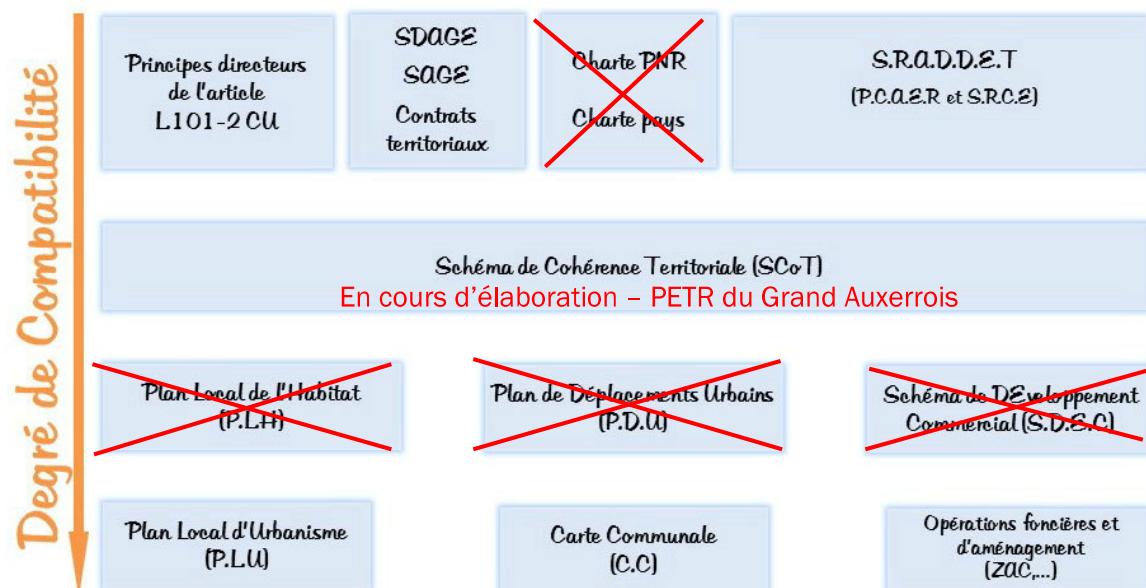 Degré de Compatibilité
Principes directeurs
de l'article
L101-2 CU
SDAGE
SAGE
Contrats
territoriaux
Charte PNR
Charte pays
S.R.A.D.D.E.T
(P.C.A.E.R et S.R.C.E)
Schéma de Cohérence Territoriale (SCoT)
En cours d'élaboration – PETR du Grand Auxerrois
Plan Local de l'Habitat
(P.L.H)
Plan de Déplacements Urbains
(P.D.U)
Schéma de DEveloppement
Commercial (S.D.E.C)
Plan Local d'Urbanisme
(P.L.U)
Carte Communale
(C.C)
Opérations foncières et
d'aménagement
(ZAC,...)